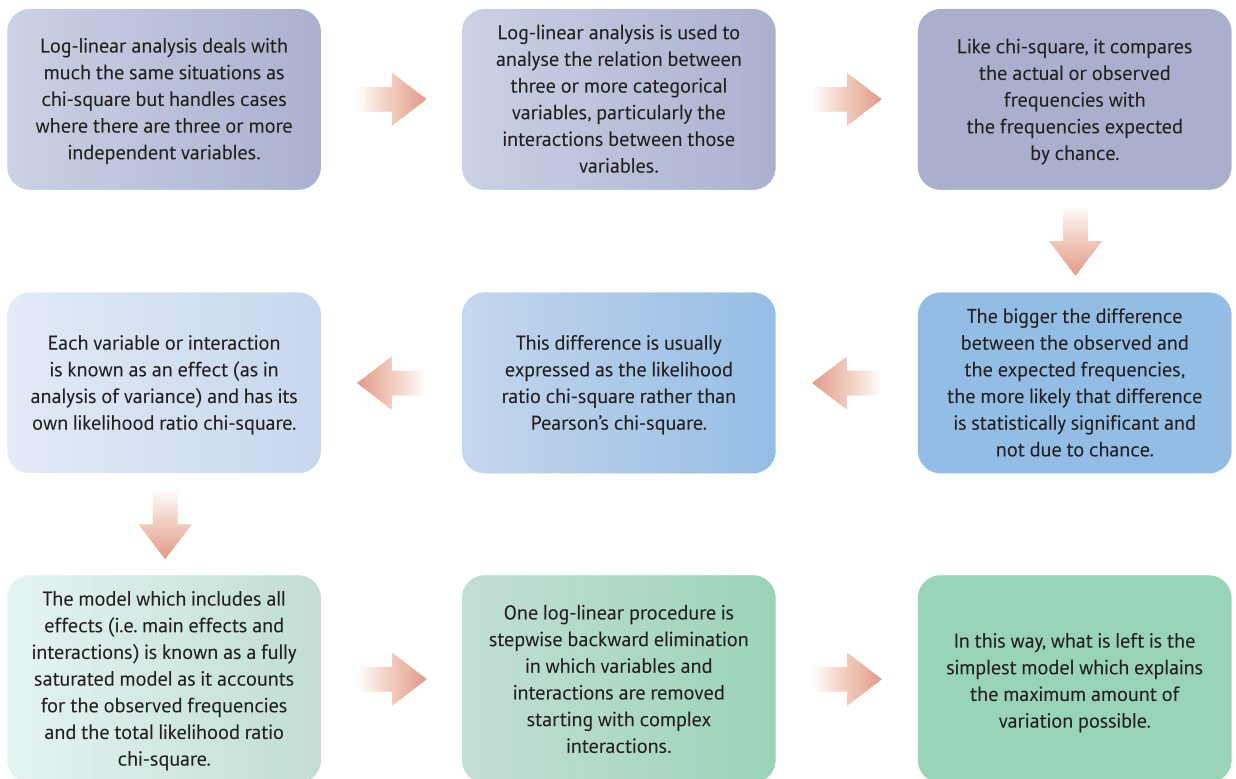 Log-linear analysis deals with
much the same situations as
chi-square but handles cases
where there are three or more
independent variables.
Log-linear analysis is used to
analyse the relation between
three or more categorical
variables, particularly the
interactions between those
variables.
Like chi-square, it compares
the actual or observed
frequencies with
the frequencies expected
by chance.
The bigger the difference
between the observed and
the expected frequencies,
the more likely that difference
is statistically significant and
not due to chance.
This difference is usually
expressed as the likelihood
ratio chi-square rather than
Pearson’s chi-square.
Each variable or interaction
is known as an effect (as in
analysis of variance) and has its
own likelihood ratio chi-square.
The model which includes all
effects (i.e. main effects and
interactions) is known as a fully
saturated model as it accounts
for the observed frequencies
and the total likelihood ratio
chi-square.
One log-linear procedure is
stepwise backward elimination
in which variables and
interactions are removed
starting with complex
interactions.
In this way, what is left is the
simplest model which explains
the maximum amount of
variation possible.